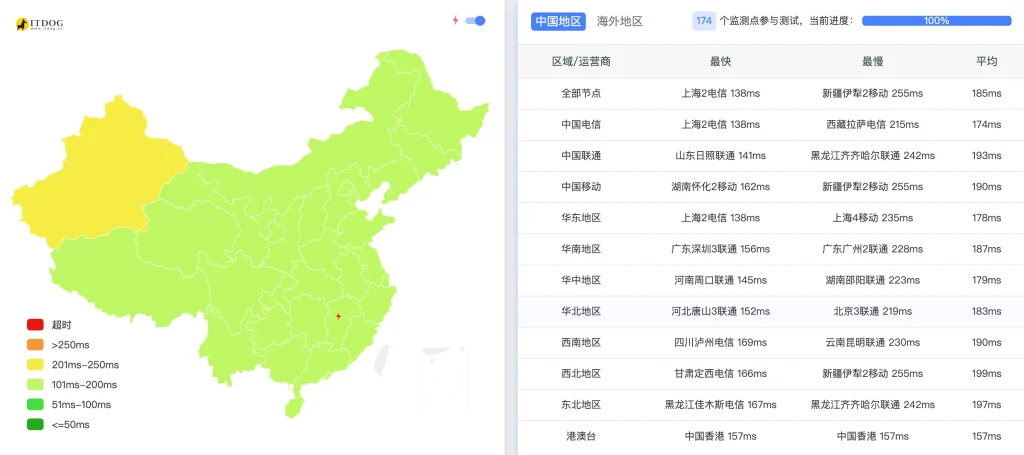 ITDOG
www.itdog.cn
超时
>250ms
201ms-250ms
101ms-200ms
51ms-100ms
<=50ms
中国地区 海外地区 174 个监测点参与测试，当前进度： 100%
区域/运营商 最快 最慢 平均
全部节点 上海2电信 138ms 新疆伊犁2移动 255ms 185ms
中国电信 上海2电信 138ms 西藏拉萨电信 215ms 174ms
中国联通 山东日照联通 141ms 黑龙江齐齐哈尔联通 242ms 193ms
中国移动 湖南怀化2移动 162ms 新疆伊犁2移动 255ms 190ms
华东地区 上海2电信 138ms 上海4移动 235ms 178ms
华南地区 广东深圳3联通 156ms 广东广州2联通 228ms 187ms
华中地区 河南周口联通 145ms 湖南邵阳联通 223ms 179ms
华北地区 河北唐山3联通 152ms 北京3联通 219ms 183ms
西南地区 四川泸州电信 169ms 云南昆明联通 230ms 190ms
西北地区 甘肃定西电信 166ms 新疆伊犁2移动 255ms 199ms
东北地区 黑龙江佳木斯电信 167ms 黑龙江齐齐哈尔联通 242ms 197ms
港澳台 中国香港 157ms 中国香港 157ms 157ms